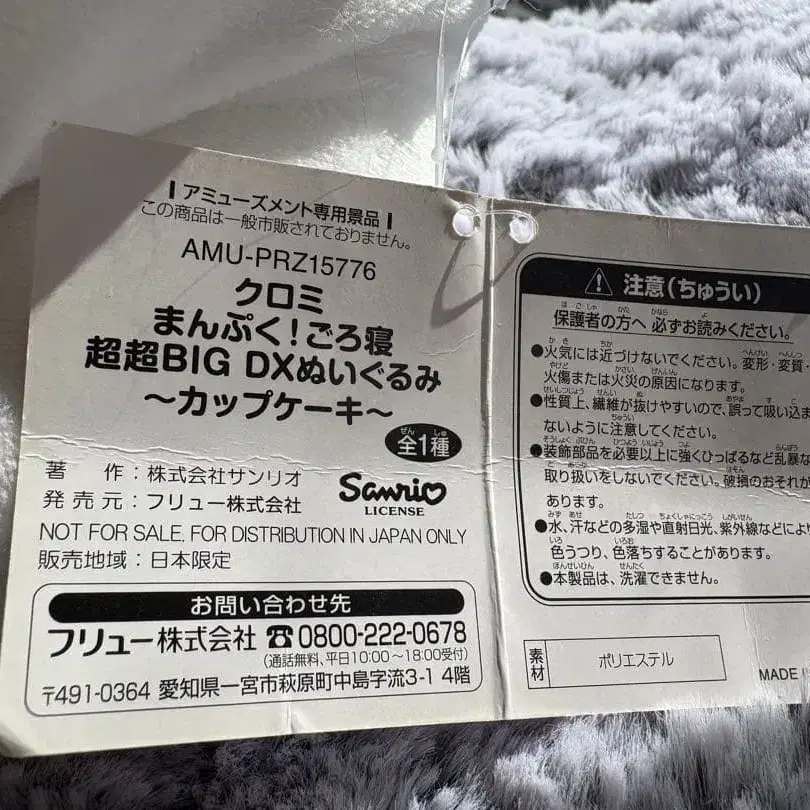 アミューズメント専用景品
この商品は一般市販されておりません。
AMU-PRZ15776
クロミ
まんぷく!ごろ寝
超超BIG DXぬいぐるみ
~カップケーキ~
ぜん しゅ
全1種
著 作:株式会社サンリオ
発売元:フリュー株式会社
Sanrio
LICENSE
NOT FOR SALE, FOR DISTRIBUTION IN JAPAN ONLY
販売地域:日本限定
お問い合わせ先
フリュー株式会社 ☎0800-222-0678
(通話無料、平日10:00~18:00受付)
〒491-0364 愛知県一宮市萩原町中島字流3-1 4階
⚠ 注意(ちゅうい)
保護者の方へ 必ずお読みください。
●火気には近づけないでください。変形・変質・
火傷または火災の原因になります。
●性質上、繊維が抜けやすいので、誤って吸い込ま
ないように注意してください。
●装飾部品を必要以上に強くひっぱるなど乱暴な
取り扱いをしないでください。破損のおそれが
あります。
●水、汗などの多湿や直射日光、紫外線などにより
色うつり、色落ちすることがあります。
●本製品は、洗濯できません。
素材
ポリエステル
MADE